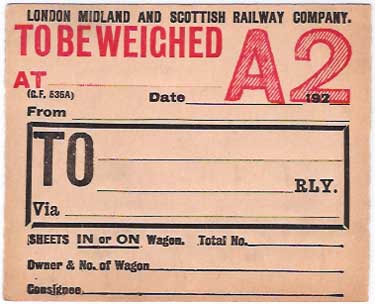 LONDON MIDLAND AND SCOTTISH RAILWAY COMPANY.
TO BE WEIGHED
AT A2
(G.F. 535A) Date 192
From
TO
RLY.
Via
SHEETS IN or ON Wagon. Total No.
Owner & No. of Wagon
Consignee